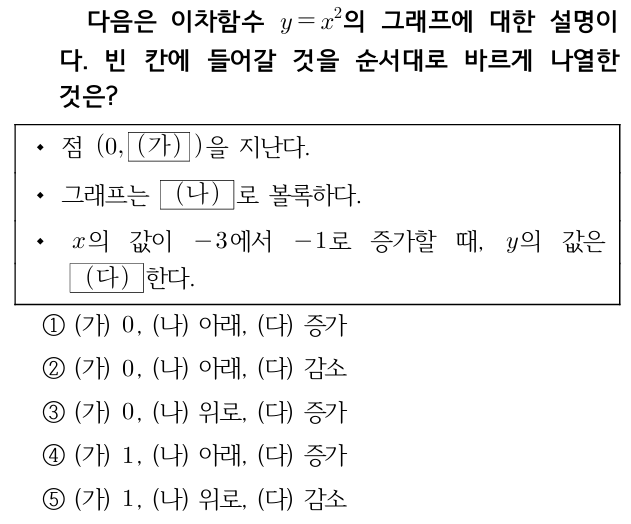 다음은 이차함수 y=x²의 그래프에 대한 설명이
다. 빈 칸에 들어갈 것을 순서대로 바르게 나열한
것은?
• 점 (0, (가) )을 지난다.
• 그래프는 (나) 로 볼록하다.
• x의 값이 −3에서 −1로 증가할 때, y의 값은
(다) 한다.
① (가) 0, (나) 아래, (다) 증가
② (가) 0, (나) 아래, (다) 감소
③ (가) 0, (나) 위로, (다) 증가
④ (가) 1, (나) 아래, (다) 증가
⑤ (가) 1, (나) 위로, (다) 감소